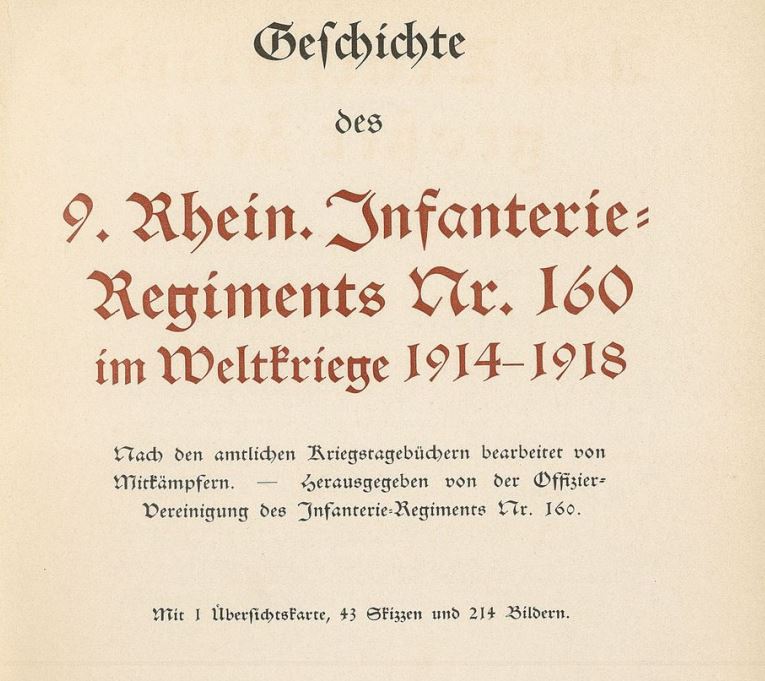 Geſchichte
des
9. Rhein. Infanterie-
Regiments Nr. 160
im Weltkriege 1914–1918
Nach den amtlichen Kriegstagebüchern bearbeitet von
Mitkämpfern. — Herausgegeben von der Offizier-
Vereinigung des Infanterie-Regiments Nr. 160.
Mit 1 Überſichtskarte, 43 Skizzen und 214 Bildern.